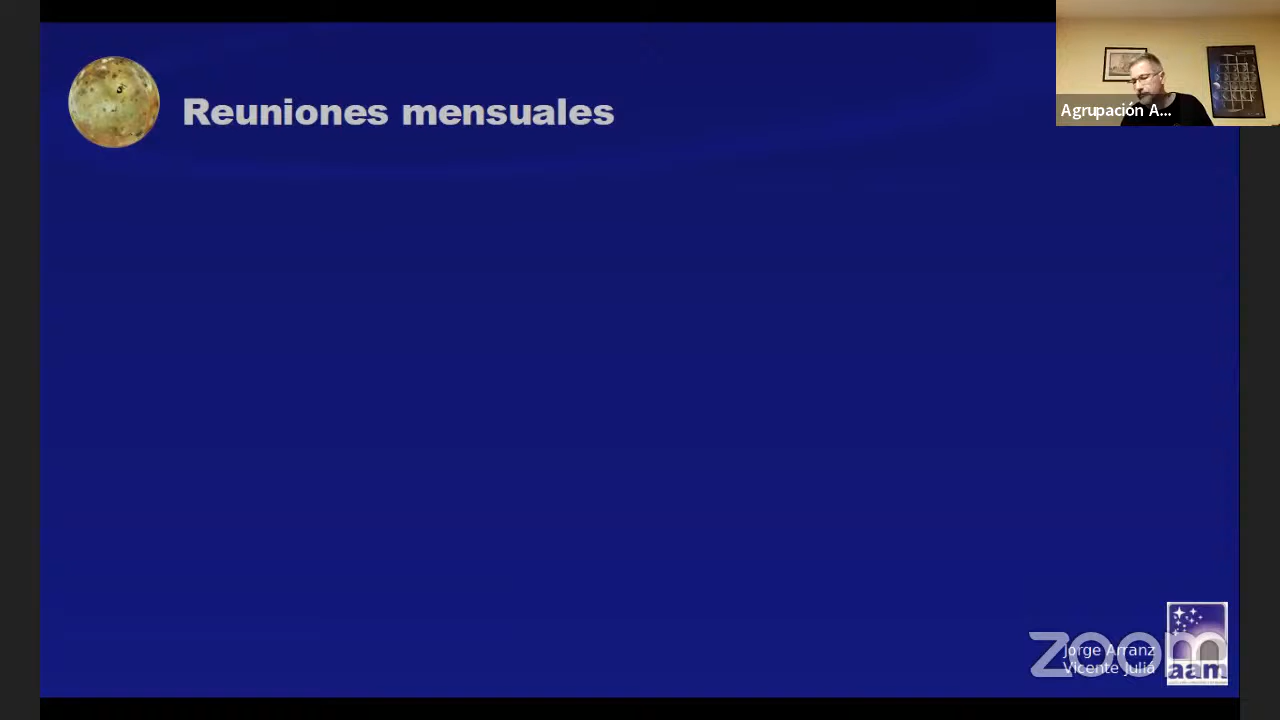 Reuniones mensuales
Agrupación A...
zoom
Jorge Arranz
Vicente Juliá
aam